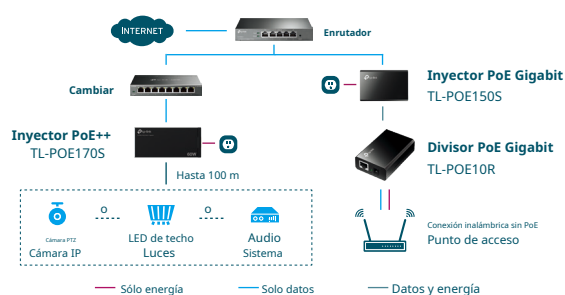 INTERNET
Enrutador
Cambiar
Inyector PoE Gigabit
TL-POE150S
Inyector PoE++
TL-POE170S
Divisor PoE Gigabit
TL-POE10R
Hasta 100 m
o
o
Cámara PTZ
Cámara IP
LED de techo
Luces
Audio
Sistema
Conexión inalámbrica sin PoE
Punto de acceso
Sólo energía
Solo datos
Datos y energía